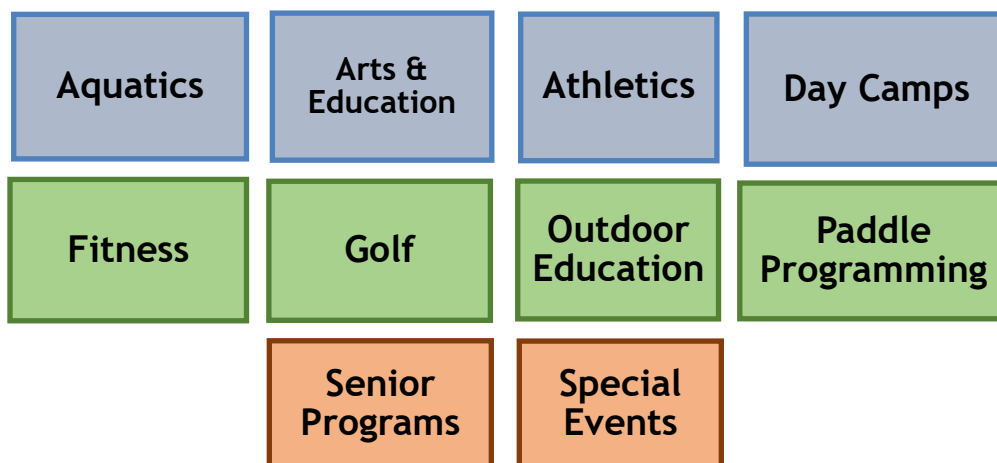 Aquatics
Arts &
Education
Athletics
Day Camps
Fitness
Golf
Outdoor
Education
Paddle
Programming
Senior
Programs
Special
Events